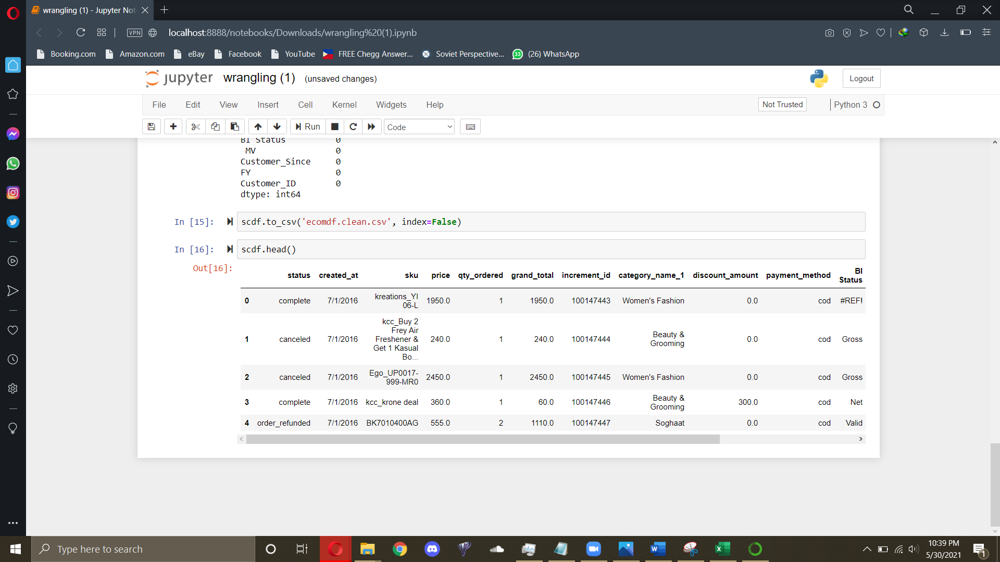 wrangling (1) - Jupyter Not
VPN
localhost:8888/notebooks/Downloads/wrangling%20(1).ipynb
Booking.com
Amazon.com
eBay
Facebook
YouTube
FREE Chegg Answer...
Soviet Perspective...
33
(26) WhatsApp
jupyter wrangling (1) (unsaved changes)
Logout
File Edit View Insert Cell Kernel Widgets Help
Not Trusted
Python 3
Run
Code
BI Status 0
MV 0
Customer_Since 0
FY 0
Customer_ID 0
dtype: int64
In [15]: scdf.to_csv('ecomdf.clean.csv', index=False)
In [16]: scdf.head()
Out[16]:
status created_at sku price qty_ordered grand_total increment_id category_name_1 discount_amount payment_method BI Status
0 complete 7/1/2016 kreations_YI 06-L 1950.0 1 1950.0 100147443 Women's Fashion 0.0 cod #REF!
1 canceled 7/1/2016 kcc_Buy 2 Frey Air Freshener & Get 1 Kasual Bo... 240.0 1 240.0 100147444 Beauty & Grooming 0.0 cod Gross
2 canceled 7/1/2016 Ego_UP0017-999-MR0 2450.0 1 2450.0 100147445 Women's Fashion 0.0 cod Gross
3 complete 7/1/2016 kcc_krone deal 360.0 1 60.0 100147446 Beauty & Grooming 300.0 cod Net
4 order_refunded 7/1/2016 BK7010400AG 555.0 2 1110.0 100147447 Soghaat 0.0 cod Valid
Type here to search
10:39 PM
5/30/2021
1